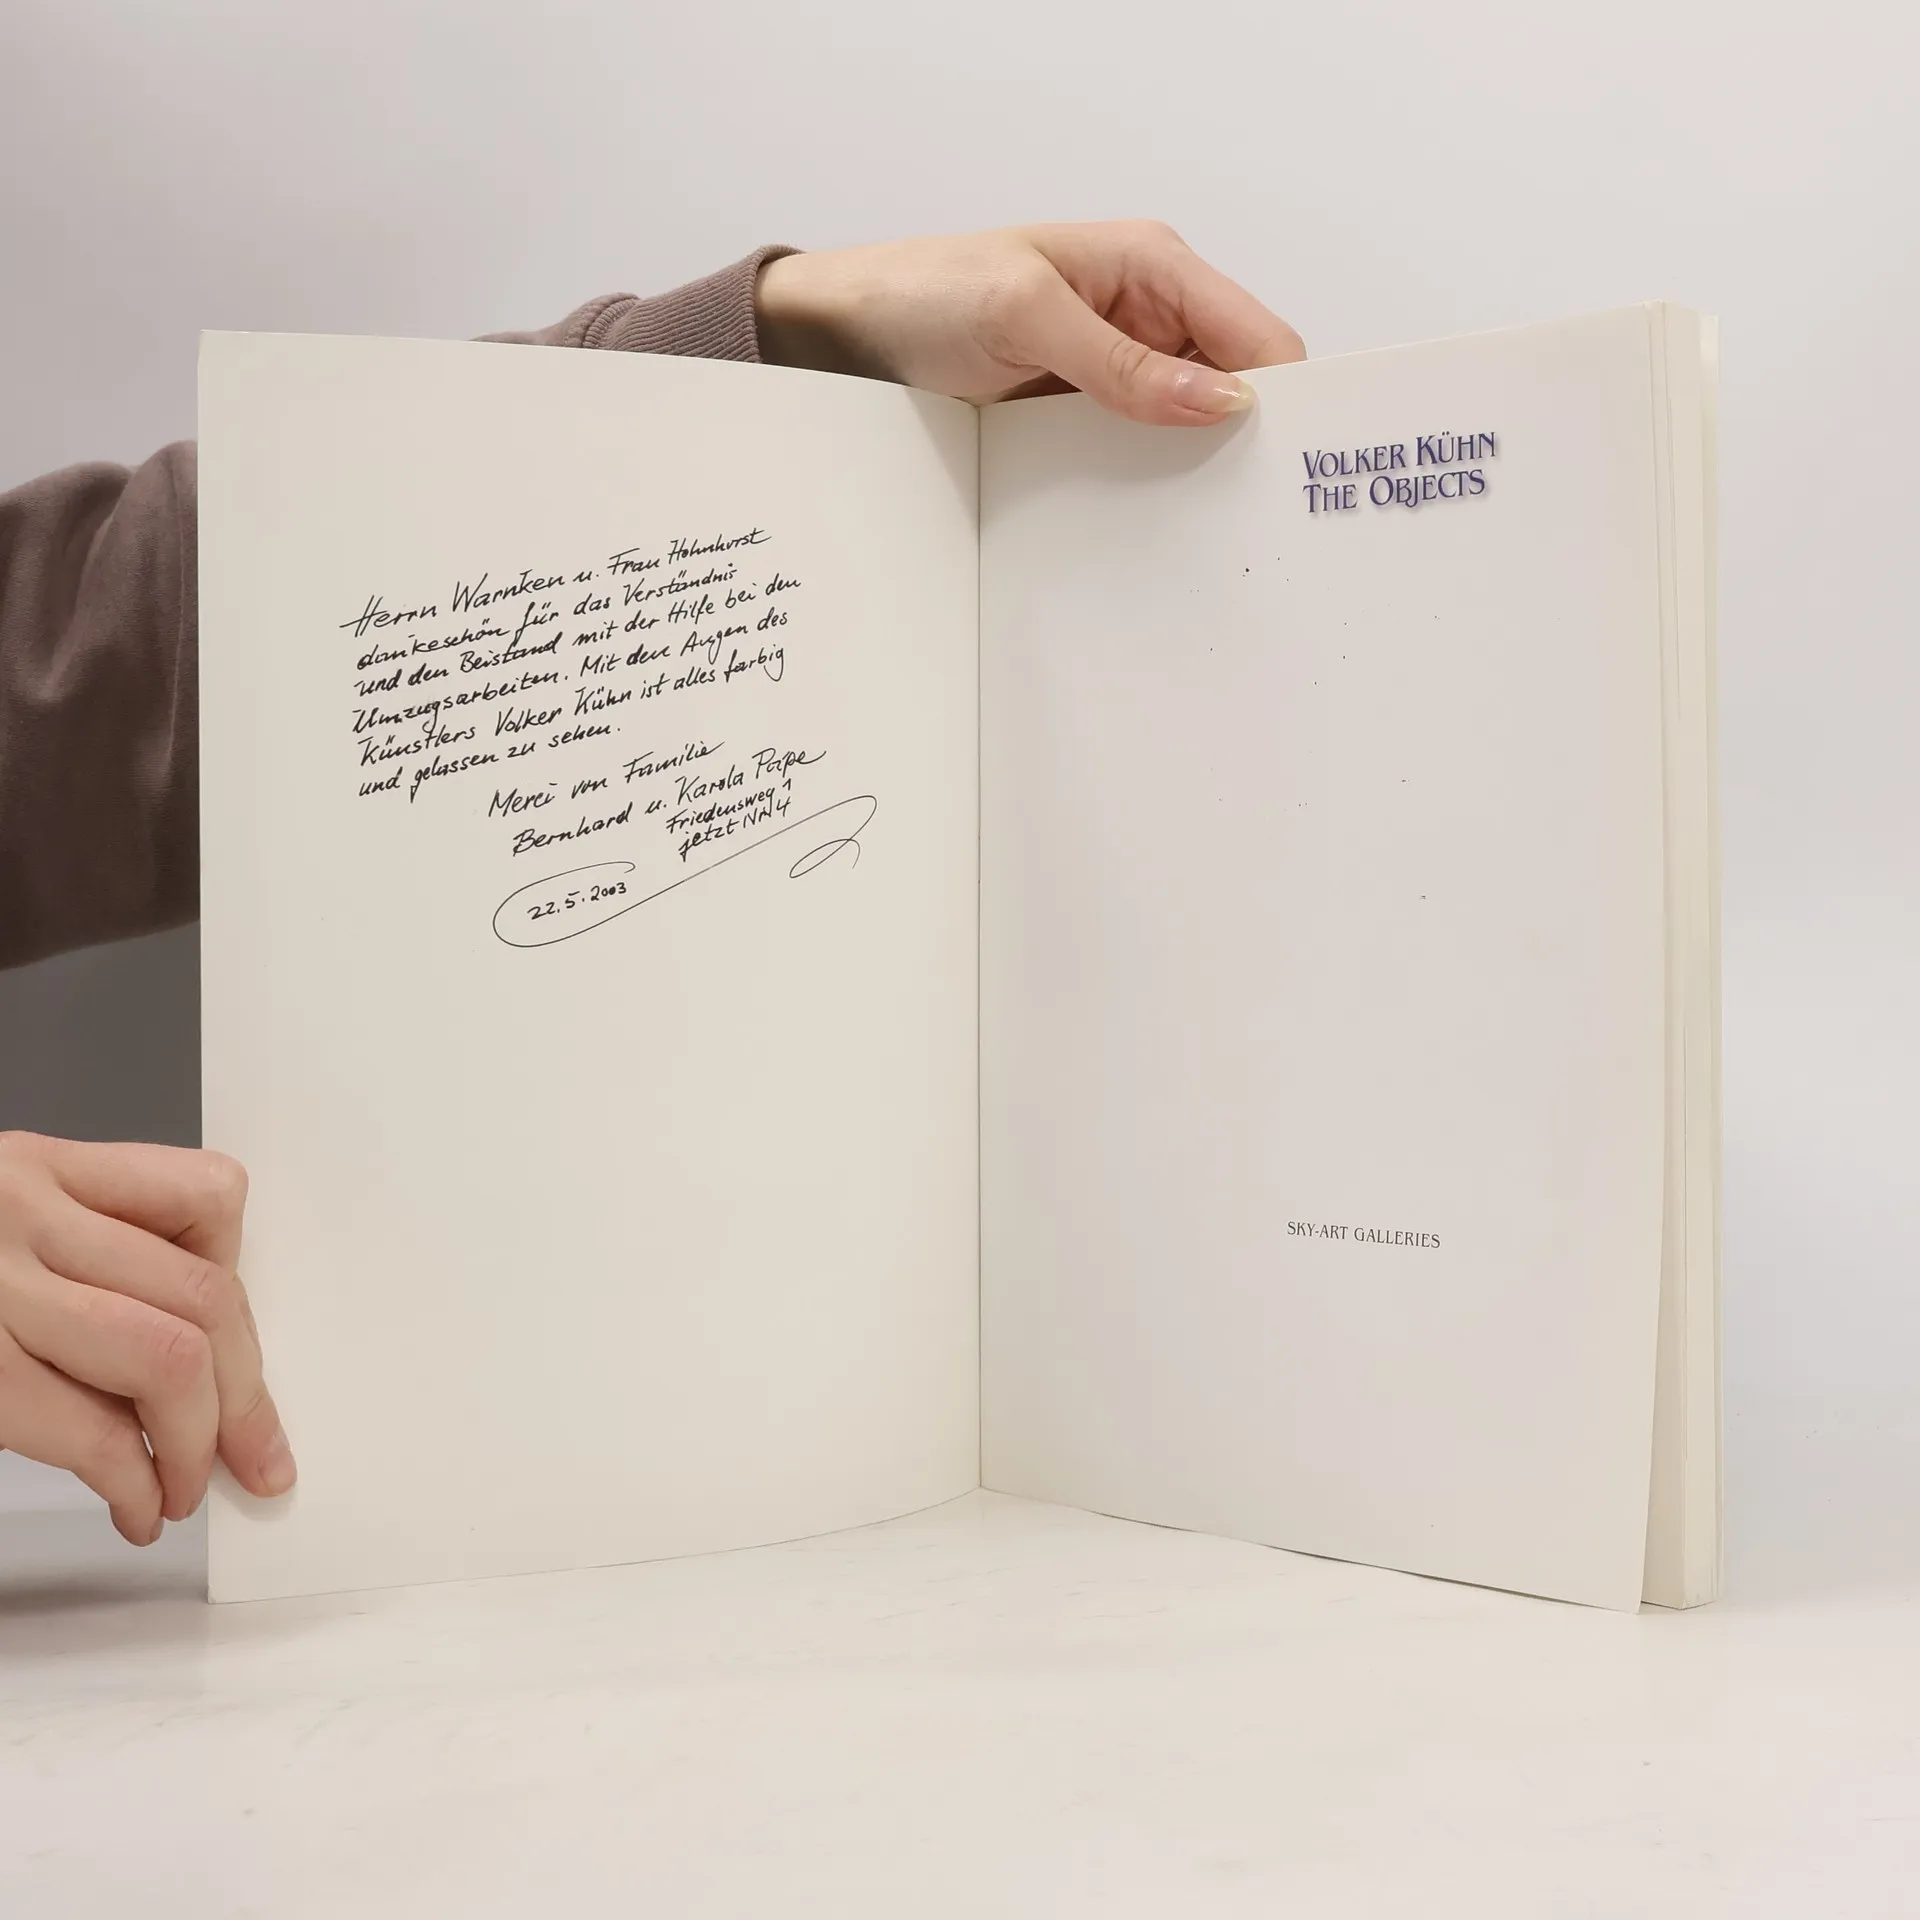 Herrn Warnken u. Frau Hohnhorst
dankeschön für das Verständnis
und den Beistand mit der Hilfe bei den
Umzugsarbeiten. Mit den Augen des
Künstlers Volker Kühn ist alles farbig
und gelassen zu sehen.
Merci von Familie
Bernhard u. Karola Pape
Friedensweg 1
jetzt Nr. 4
22.5.2003
VOLKER KÜHN
THE OBJECTS
SKY-ART GALLERIES